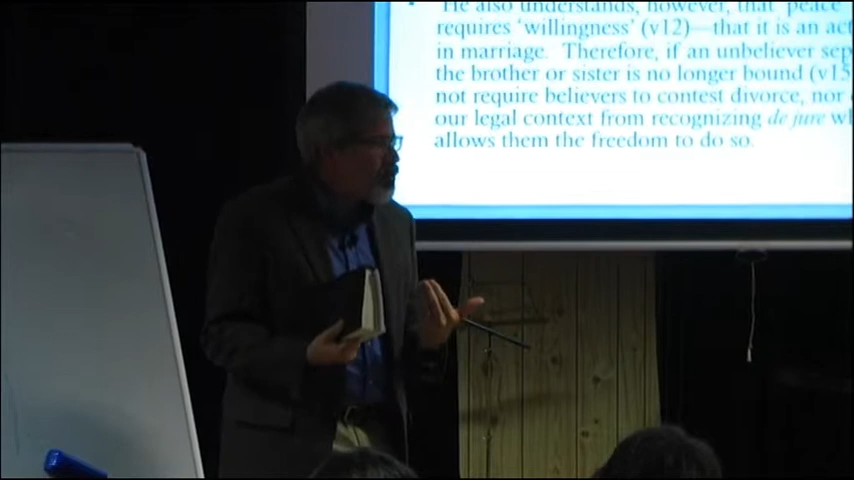 • He also understands, however, that 'peace'
requires 'willingness' (v12)—that it is an act
in marriage. Therefore, if an unbeliever sep
the brother or sister is no longer bound (v15
not require believers to contest divorce, nor
our legal context from recognizing de jure wh
allows them the freedom to do so.